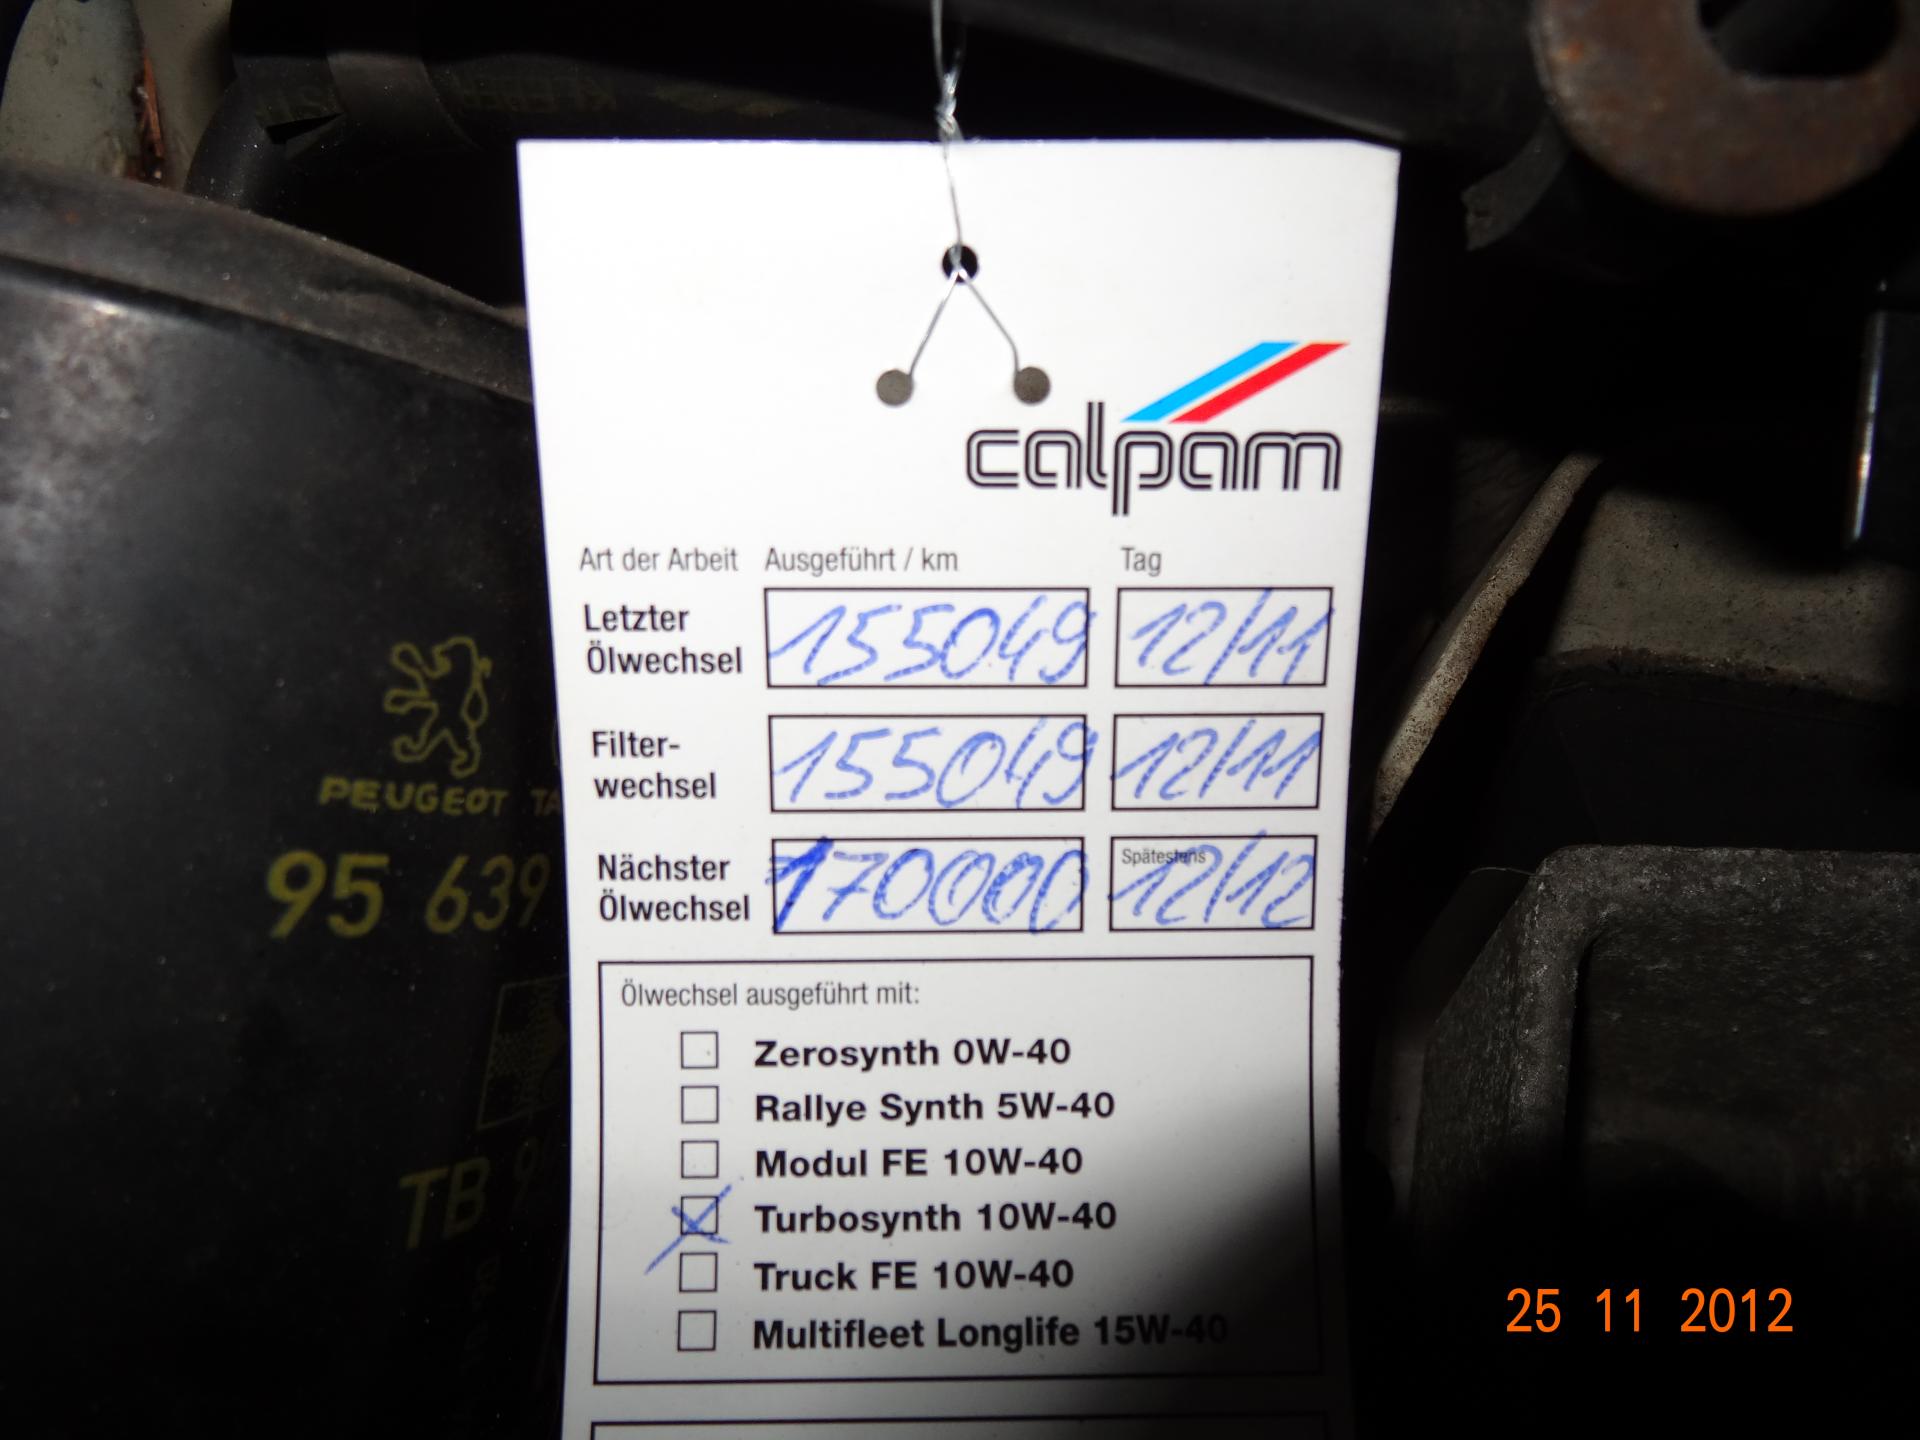 calpam
Art der Arbeit Ausgeführt / km Tag
Letzter
Ölwechsel 155049 12/11
Filter-
wechsel 155049 12/11
Nächster
Ölwechsel 170000 Spätestens 12/12
Ölwechsel ausgeführt mit:
Zerosynth 0W-40
Rallye Synth 5W-40
Modul FE 10W-40
Turbosynth 10W-40
Truck FE 10W-40
Multifleet Longlife 15W-40
PEUGEOT TA
95 639
TB 9
25 11 2012